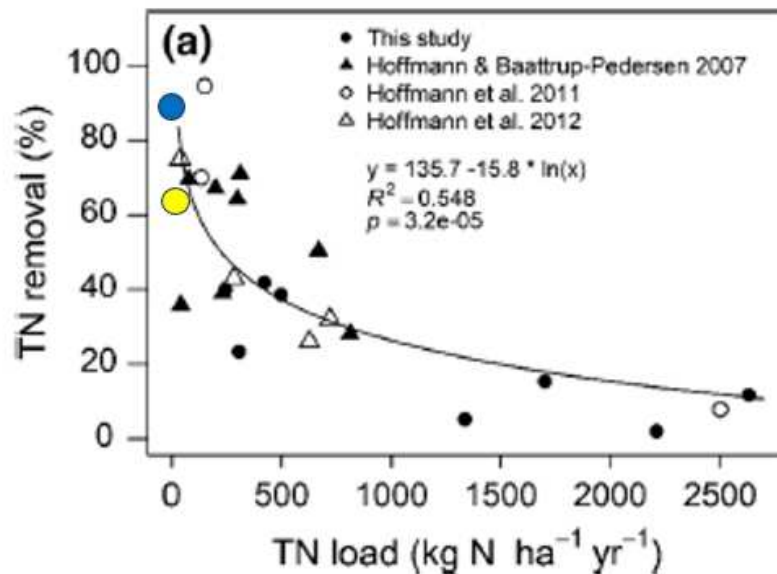 (a)
This study
Hoffmann & Baattrup-Pedersen 2007
Hoffmann et al. 2011
Hoffmann et al. 2012
y = 135.7 -15.8 * ln(x)
R² = 0.548
p = 3.2e-05
TN removal (%)
100
80
60
40
20
0
0 500 1000 1500 2000 2500
TN load (kg N ha⁻¹ yr⁻¹)